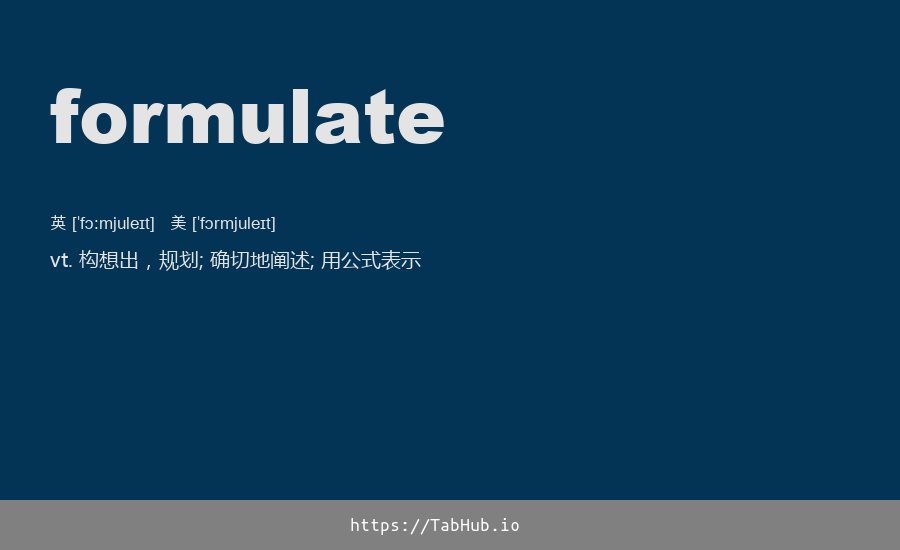 formulate
英 [ˈfɔːmjuleɪt] 美 [ˈfɔrmjuleɪt]
vt. 构想出，规划; 确切地阐述; 用公式表示
https://TabHub.io